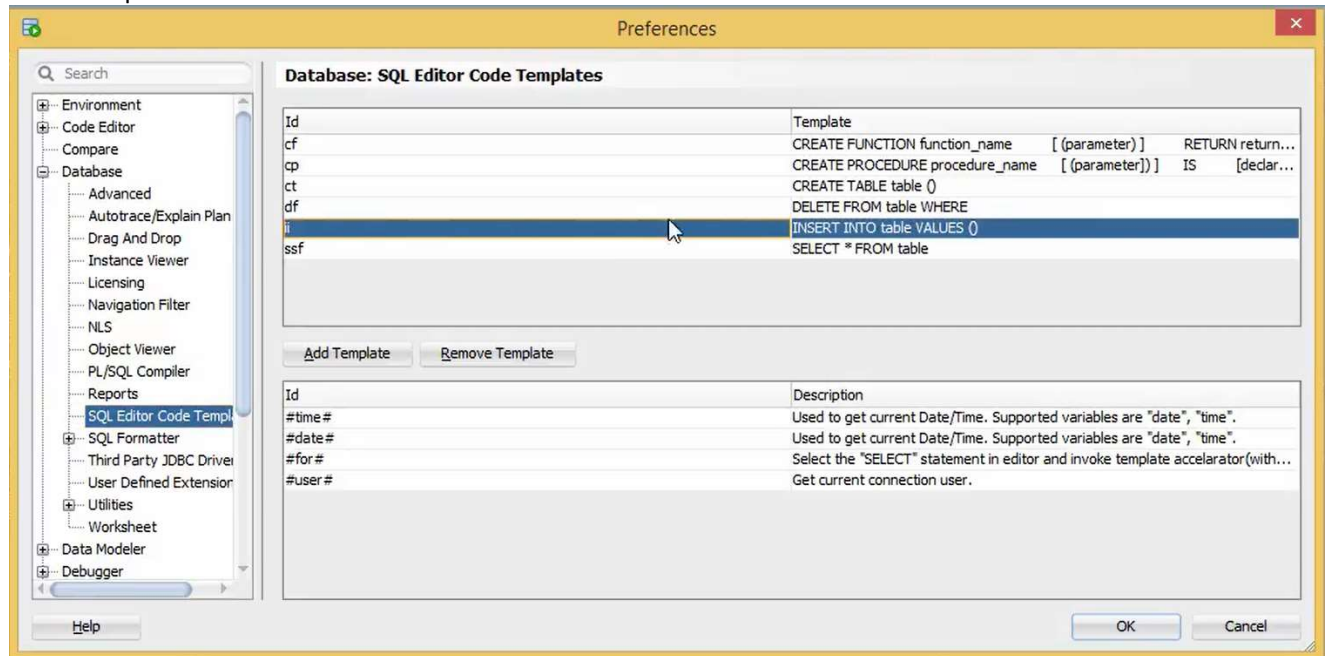 Preferences
Search
Database: SQL Editor Code Templates
Environment
Code Editor
Compare
Database
Advanced
Autotrace/Explain Plan
Drag And Drop
Instance Viewer
Licensing
Navigation Filter
NLS
Object Viewer
PL/SQL Compiler
Reports
SQL Editor Code Templ
SQL Formatter
Third Party JDBC Driver
User Defined Extension
Utilities
Worksheet
Data Modeler
Debugger
Id Template
cf CREATE FUNCTION function_name [ (parameter) ] RETURN return...
cp CREATE PROCEDURE procedure_name [ (parameter]) ] IS [declar...
ct CREATE TABLE table ()
df DELETE FROM table WHERE
ii INSERT INTO table VALUES ()
ssf SELECT * FROM table
Add Template Remove Template
Id Description
#time# Used to get current Date/Time. Supported variables are "date", "time".
#date# Used to get current Date/Time. Supported variables are "date", "time".
#for# Select the "SELECT" statement in editor and invoke template accelarator(with...
#user# Get current connection user.
Help OK Cancel